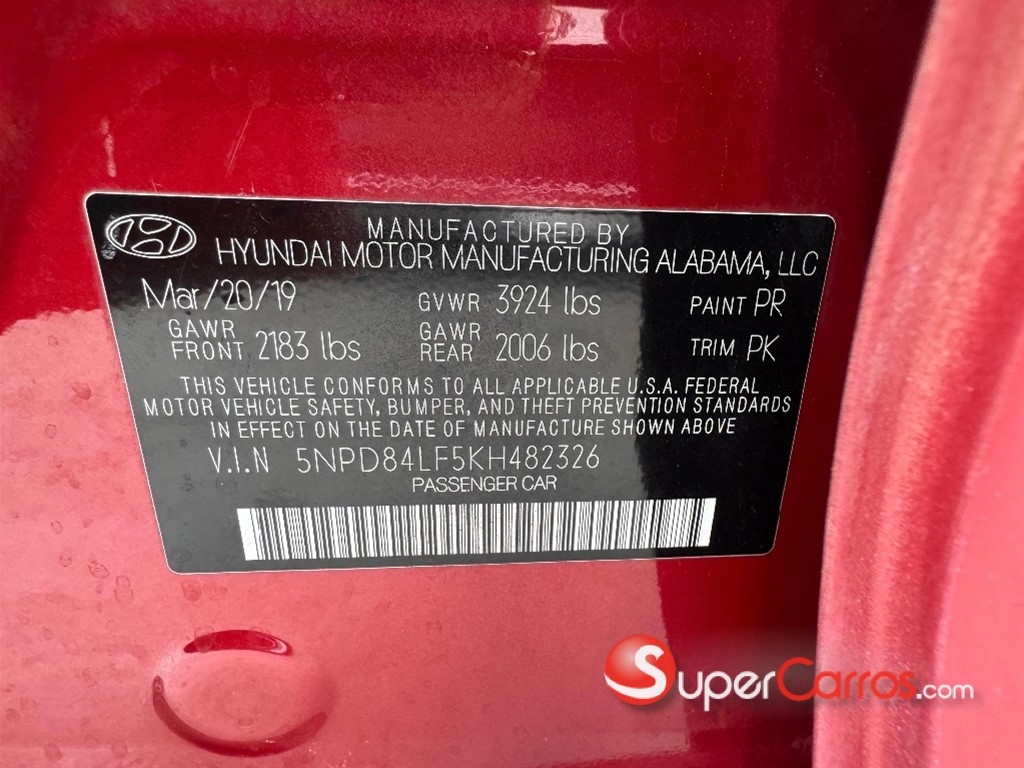 MANUFACTURED BY
HYUNDAI MOTOR MANUFACTURING ALABAMA, LLC
Mar/20/19 GVWR 3924 lbs PAINT PR
GAWR FRONT 2183 lbs GAWR REAR 2006 lbs TRIM PK
THIS VEHICLE CONFORMS TO ALL APPLICABLE U.S.A. FEDERAL
MOTOR VEHICLE SAFETY, BUMPER, AND THEFT PREVENTION STANDARDS
IN EFFECT ON THE DATE OF MANUFACTURE SHOWN ABOVE.
V.I.N 5NPD84LF5KH482326
PASSENGER CAR
SuperCarros.com